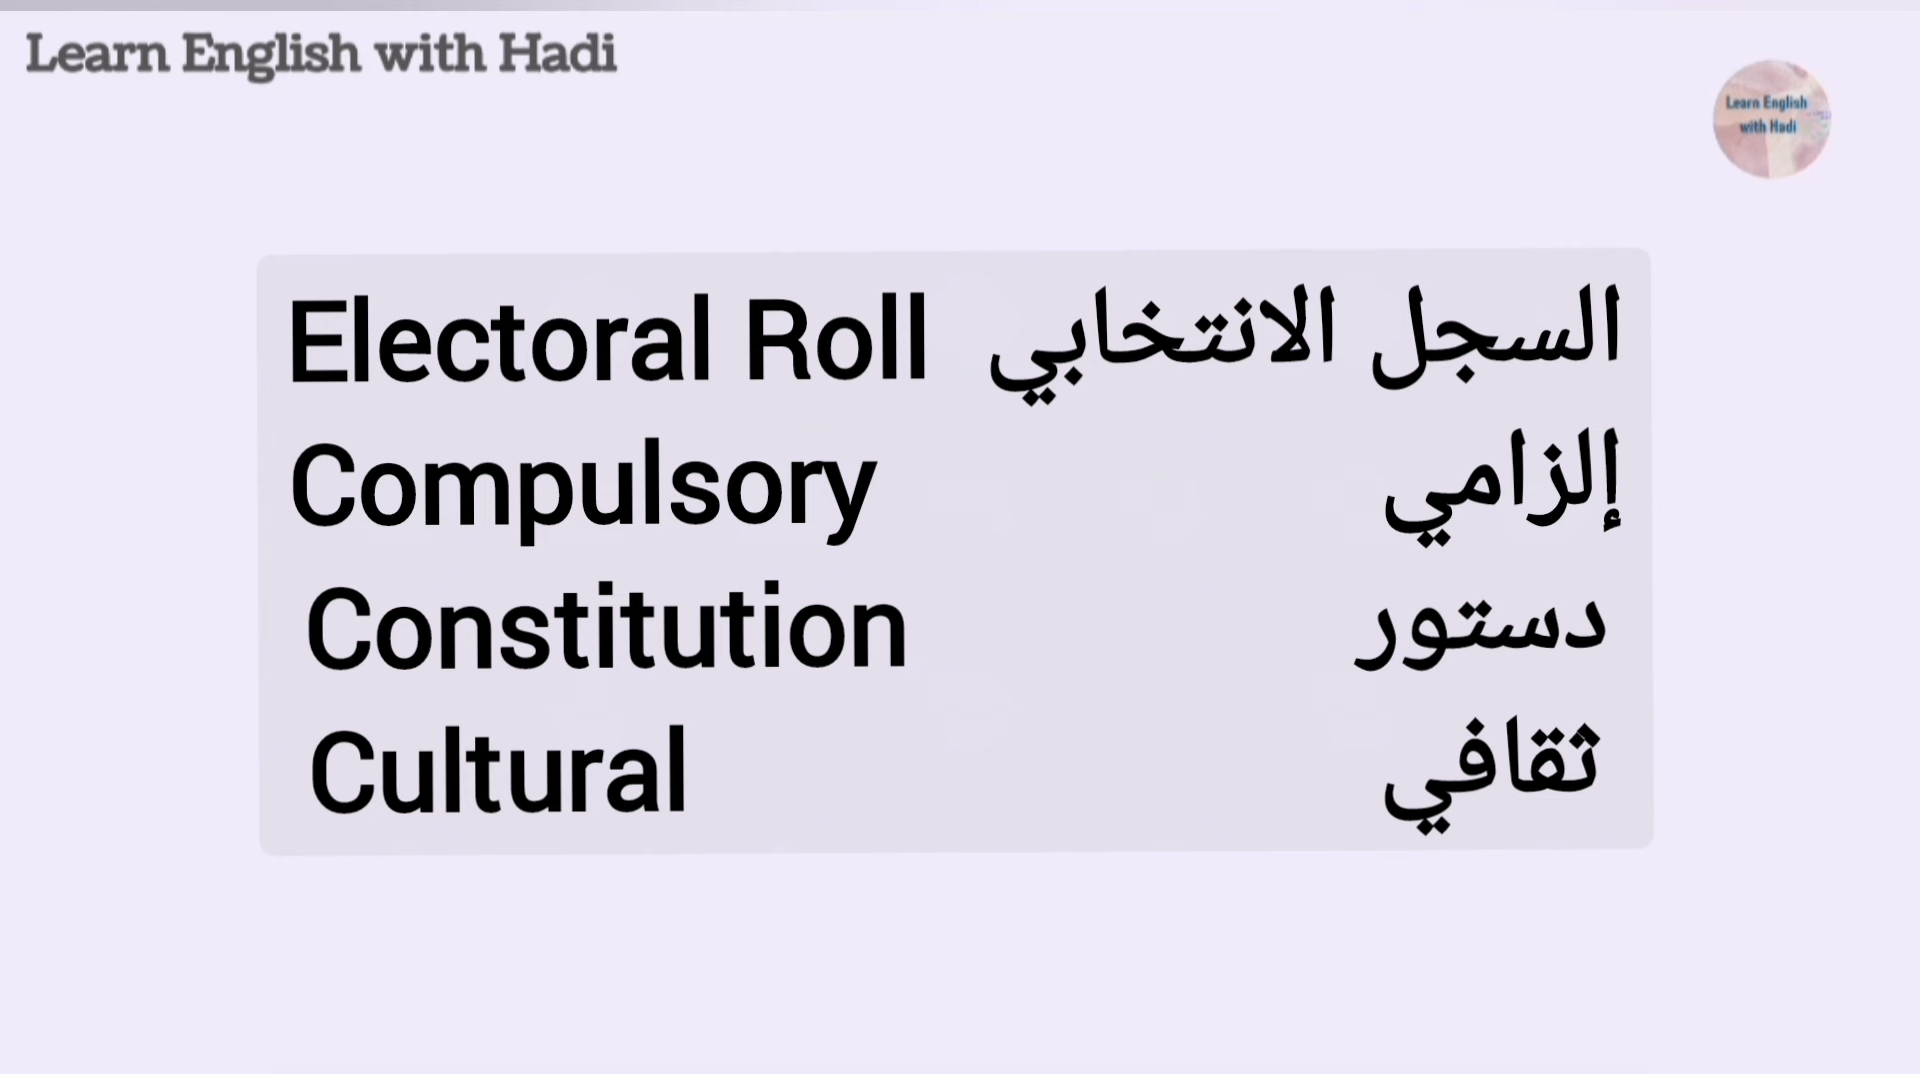 Learn English with Hadi
Learn English
with Hadi
Electoral Roll السجل الانتخابي
Compulsory إلزامي
Constitution دستور
Cultural ثقافي